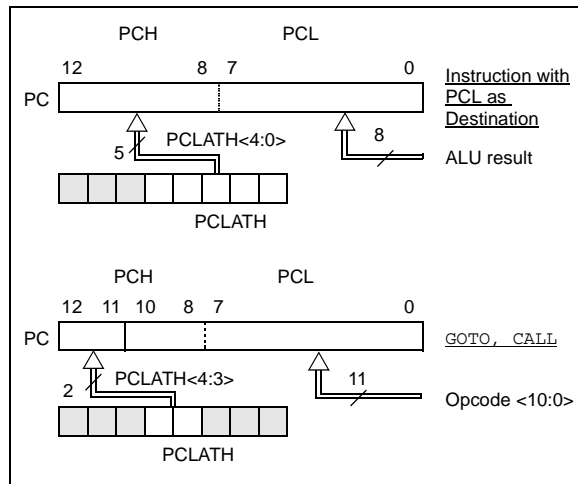 PCH PCL
12 8 7 0
PC
Instruction with
PCL as
Destination
5 PCLATH<4:0> 8
ALU result
PCLATH
PCH PCL
12 11 10 8 7 0
PC
GOTO, CALL
2 PCLATH<4:3> 11
Opcode <10:0>
PCLATH